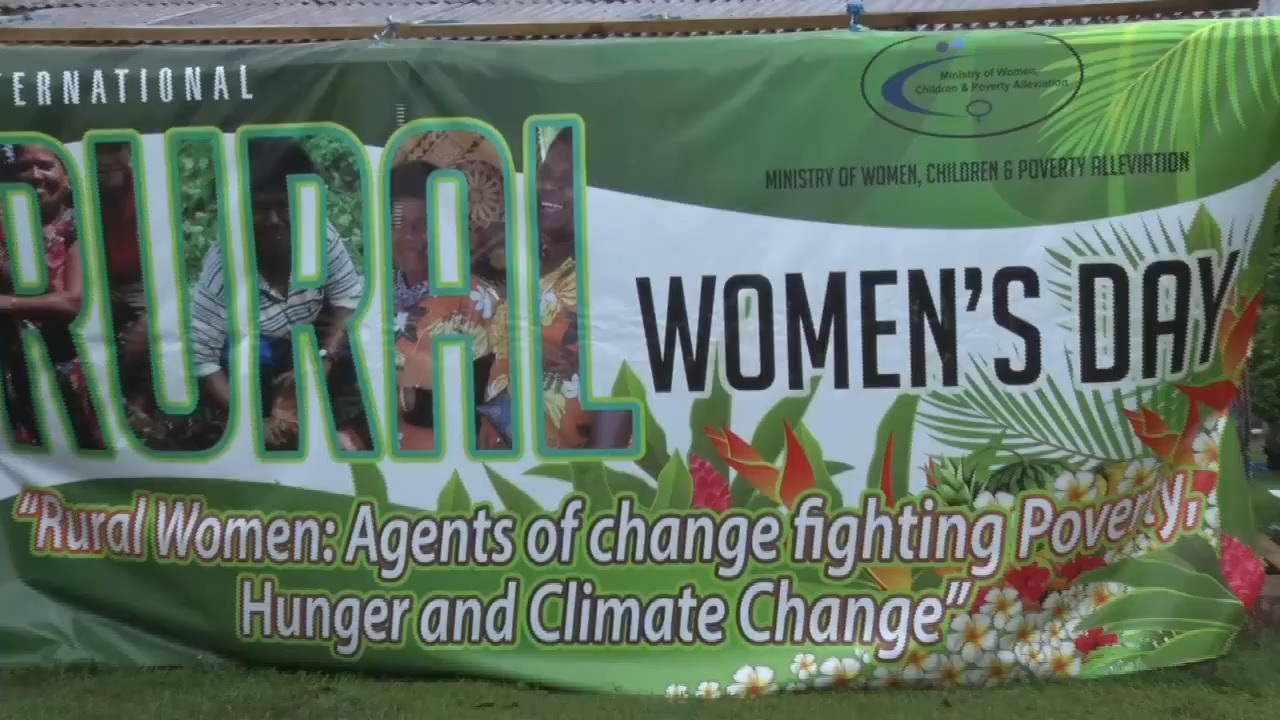 ERNATIONAL
Ministry of Women,
Children & Poverty Alleviation
MINISTRY OF WOMEN, CHILDREN & POVERTY ALLEVIATION
RURAL
WOMEN'S DAY
"Rural Women: Agents of change fighting Poverty,
Hunger and Climate Change"